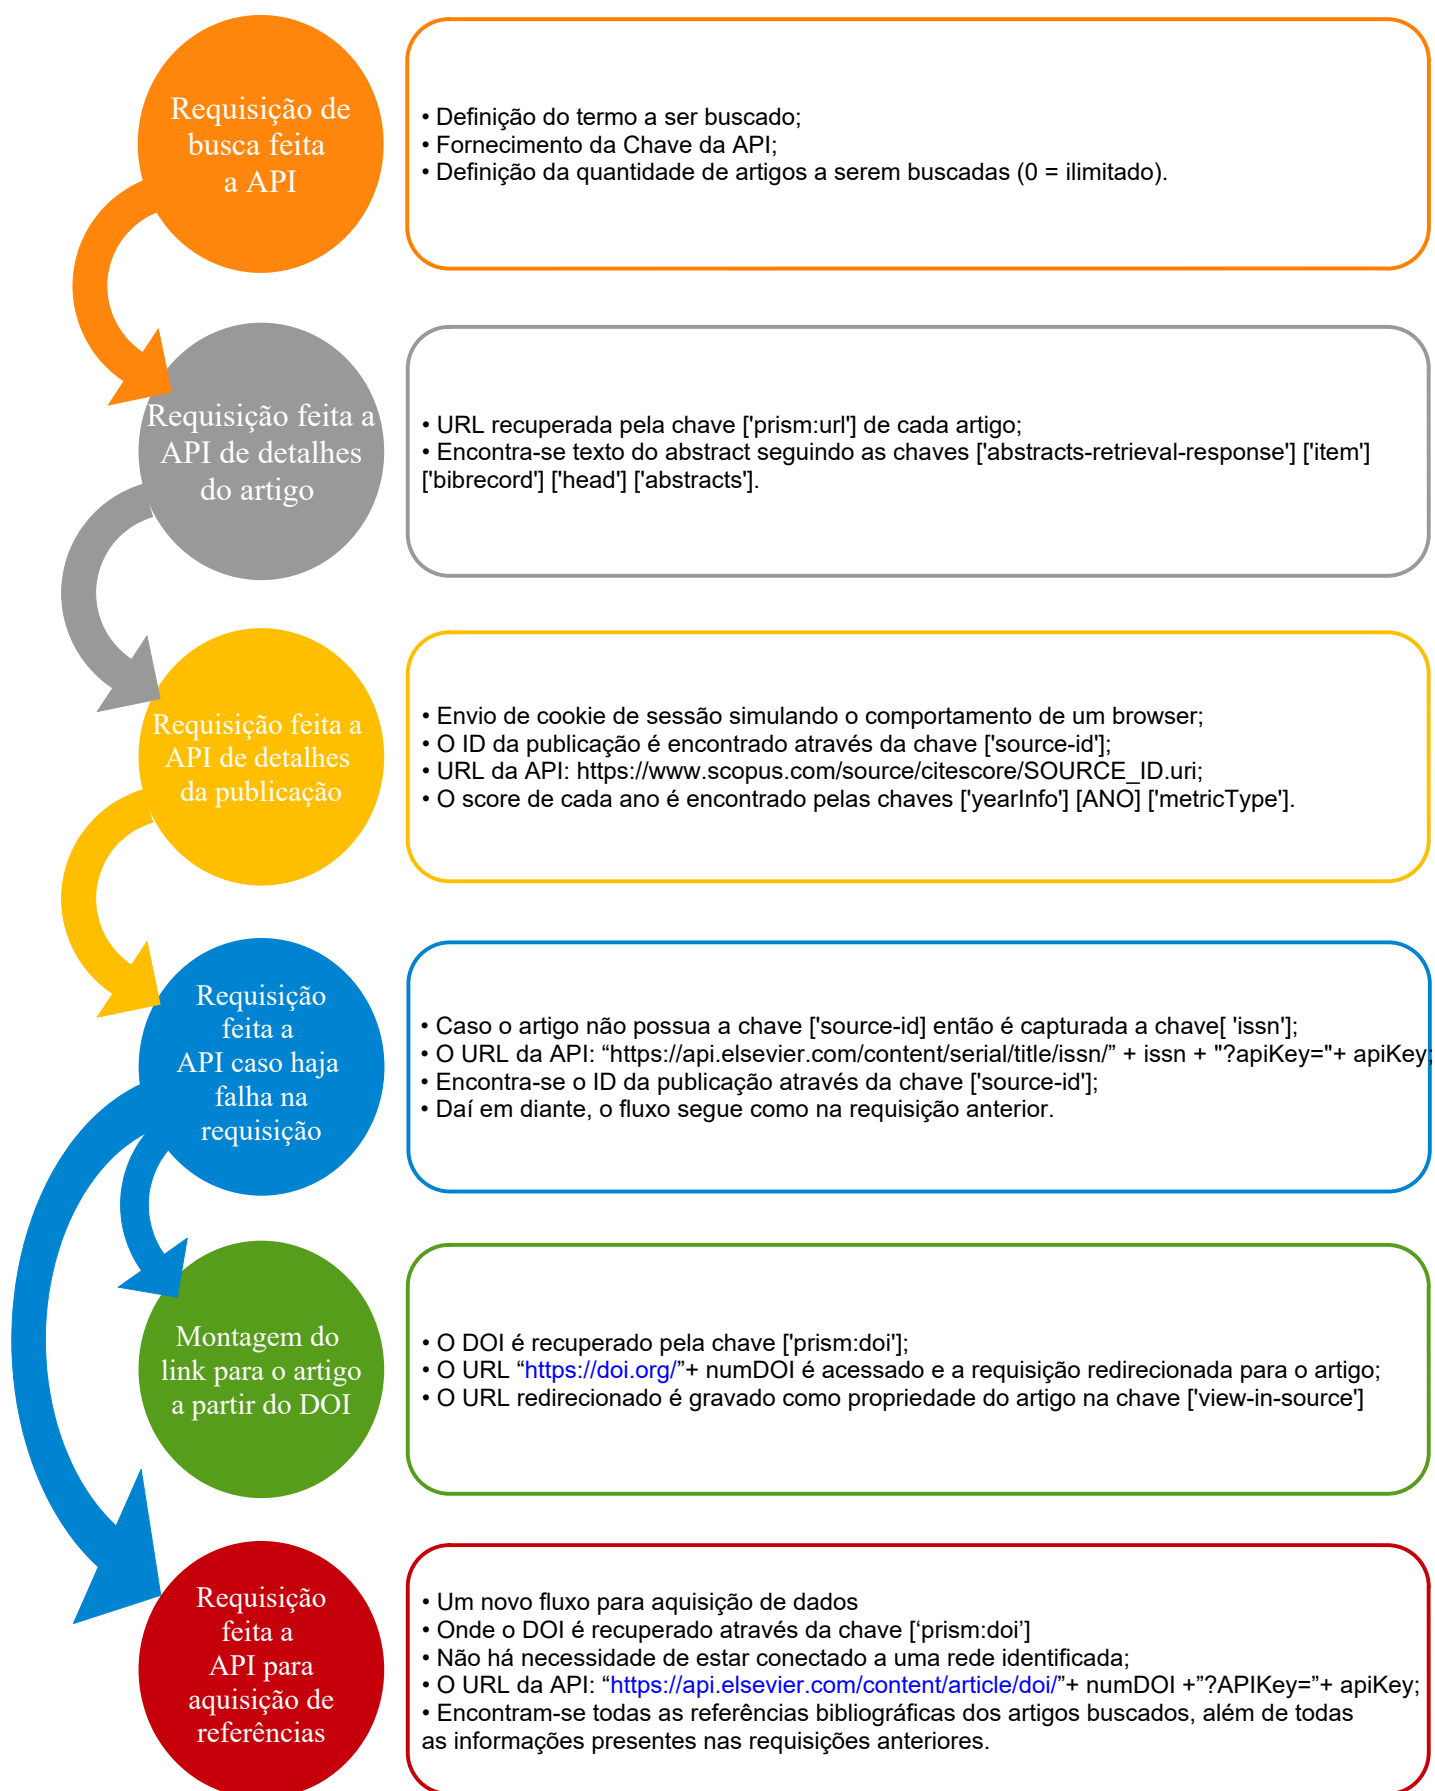 Requisição de
busca feita
a API
• Definição do termo a ser buscado;
• Fornecimento da Chave da API;
• Definição da quantidade de artigos a serem buscadas (0 = ilimitado).
Requisição feita a
API de detalhes
do artigo
• URL recuperada pela chave ['prism:url'] de cada artigo;
• Encontra-se texto do abstract seguindo as chaves ['abstracts-retrieval-response'] ['item']
['bibrecord'] ['head'] ['abstracts'].
Requisição feita a
API de detalhes
da publicação
• Envio de cookie de sessão simulando o comportamento de um browser;
• O ID da publicação é encontrado através da chave ['source-id'];
• URL da API: https://www.scopus.com/source/citescore/SOURCE_ID.uri;
• O score de cada ano é encontrado pelas chaves ['yearInfo'] [ANO] ['metricType'].
Requisição
feita a
API caso haja
falha na
requisição
• Caso o artigo não possua a chave ['source-id] então é capturada a chave[ 'issn'];
• O URL da API: “https://api.elsevier.com/content/serial/title/issn/” + issn + "?apiKey="+ apiKey;
• Encontra-se o ID da publicação através da chave ['source-id'];
• Daí em diante, o fluxo segue como na requisição anterior.
Montagem do
link para o artigo
a partir do DOI
• O DOI é recuperado pela chave ['prism:doi'];
• O URL “https://doi.org/”+ numDOI é acessado e a requisição redirecionada para o artigo;
• O URL redirecionado é gravado como propriedade do artigo na chave ['view-in-source']
Requisição
feita a
API para
aquisição de
referências
• Um novo fluxo para aquisição de dados
• Onde o DOI é recuperado através da chave [‘prism:doi’]
• Não há necessidade de estar conectado a uma rede identificada;
• O URL da API: “https://api.elsevier.com/content/article/doi/”+ numDOI +”?APIKey=”+ apiKey;
• Encontram-se todas as referências bibliográficas dos artigos buscados, além de todas
as informações presentes nas requisições anteriores.